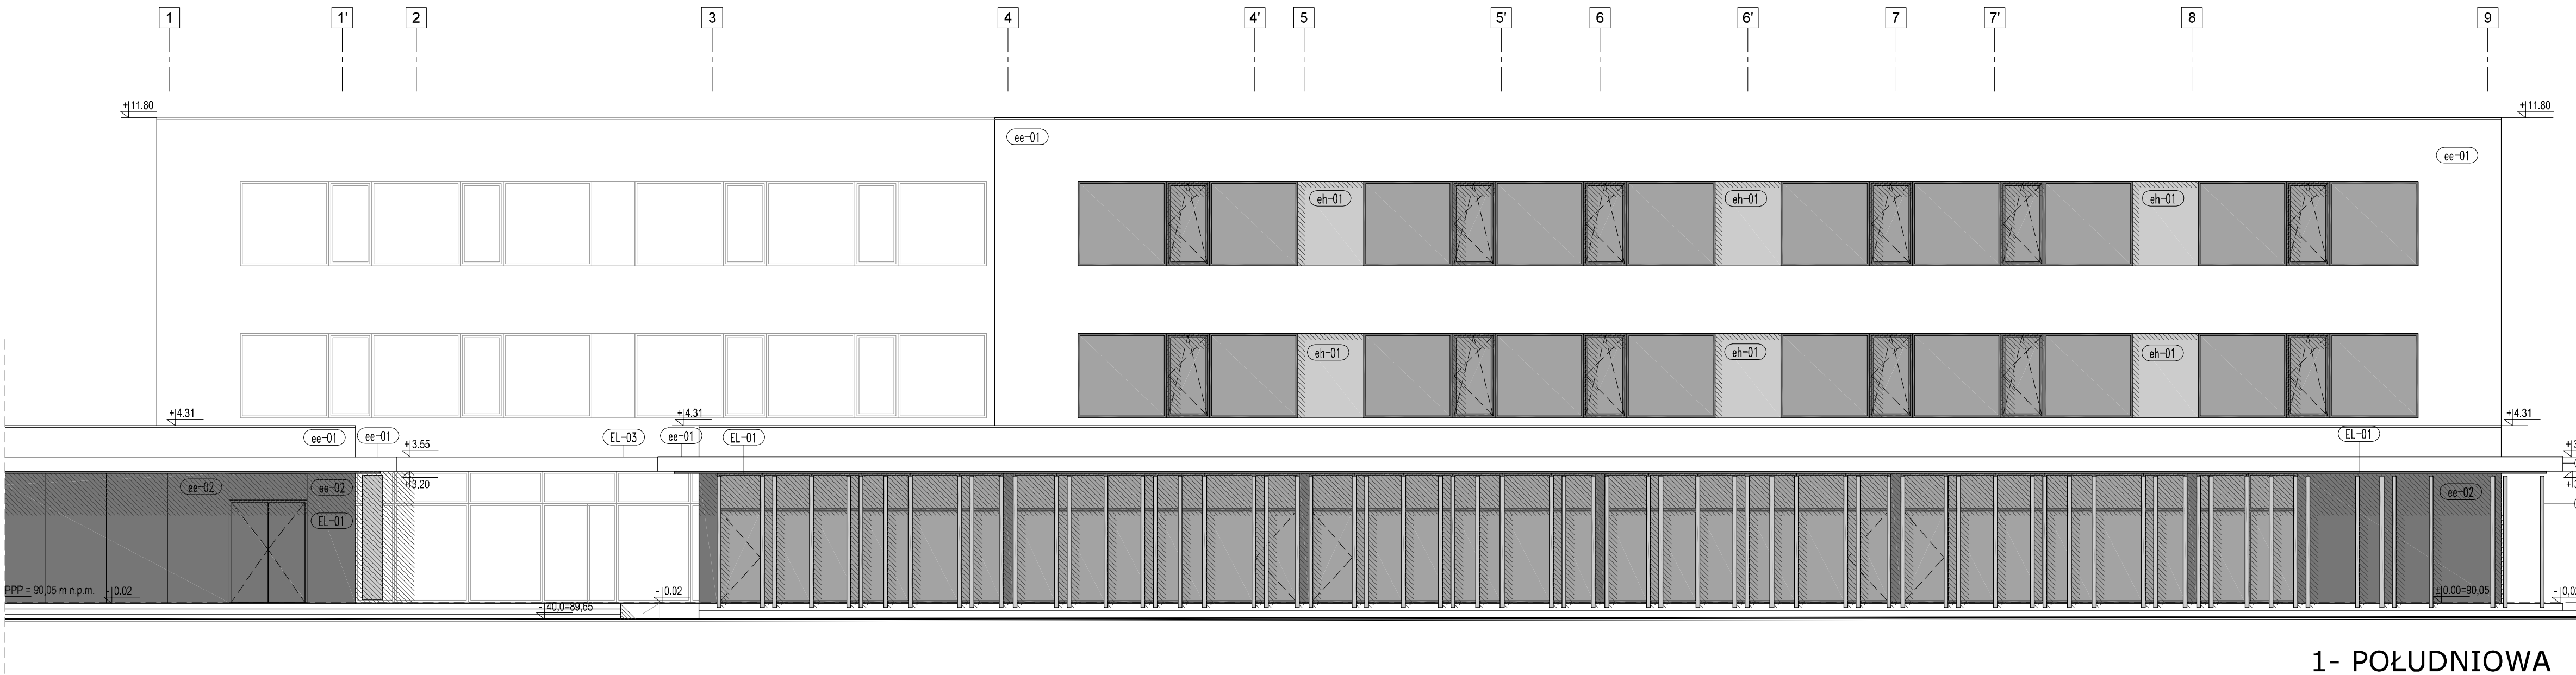 1 1' 2 3 4 4' 5 5' 6 6' 7 7' 8 9
+11.80 +11.80
ee-01
ee-01
eh-01 eh-01 eh-01
eh-01 eh-01 eh-01
+4.31 +4.31 +4.31
ee-01 ee-01 EL-03 ee-01 EL-01 EL-01
+3.55
+3.20
ee-02 ee-02 ee-02
EL-01
PPP = 90,05 m n.p.m. -0.02 -0.02 ±0.00=90,05
-40,0=89,65
1- POŁUDNIOWA